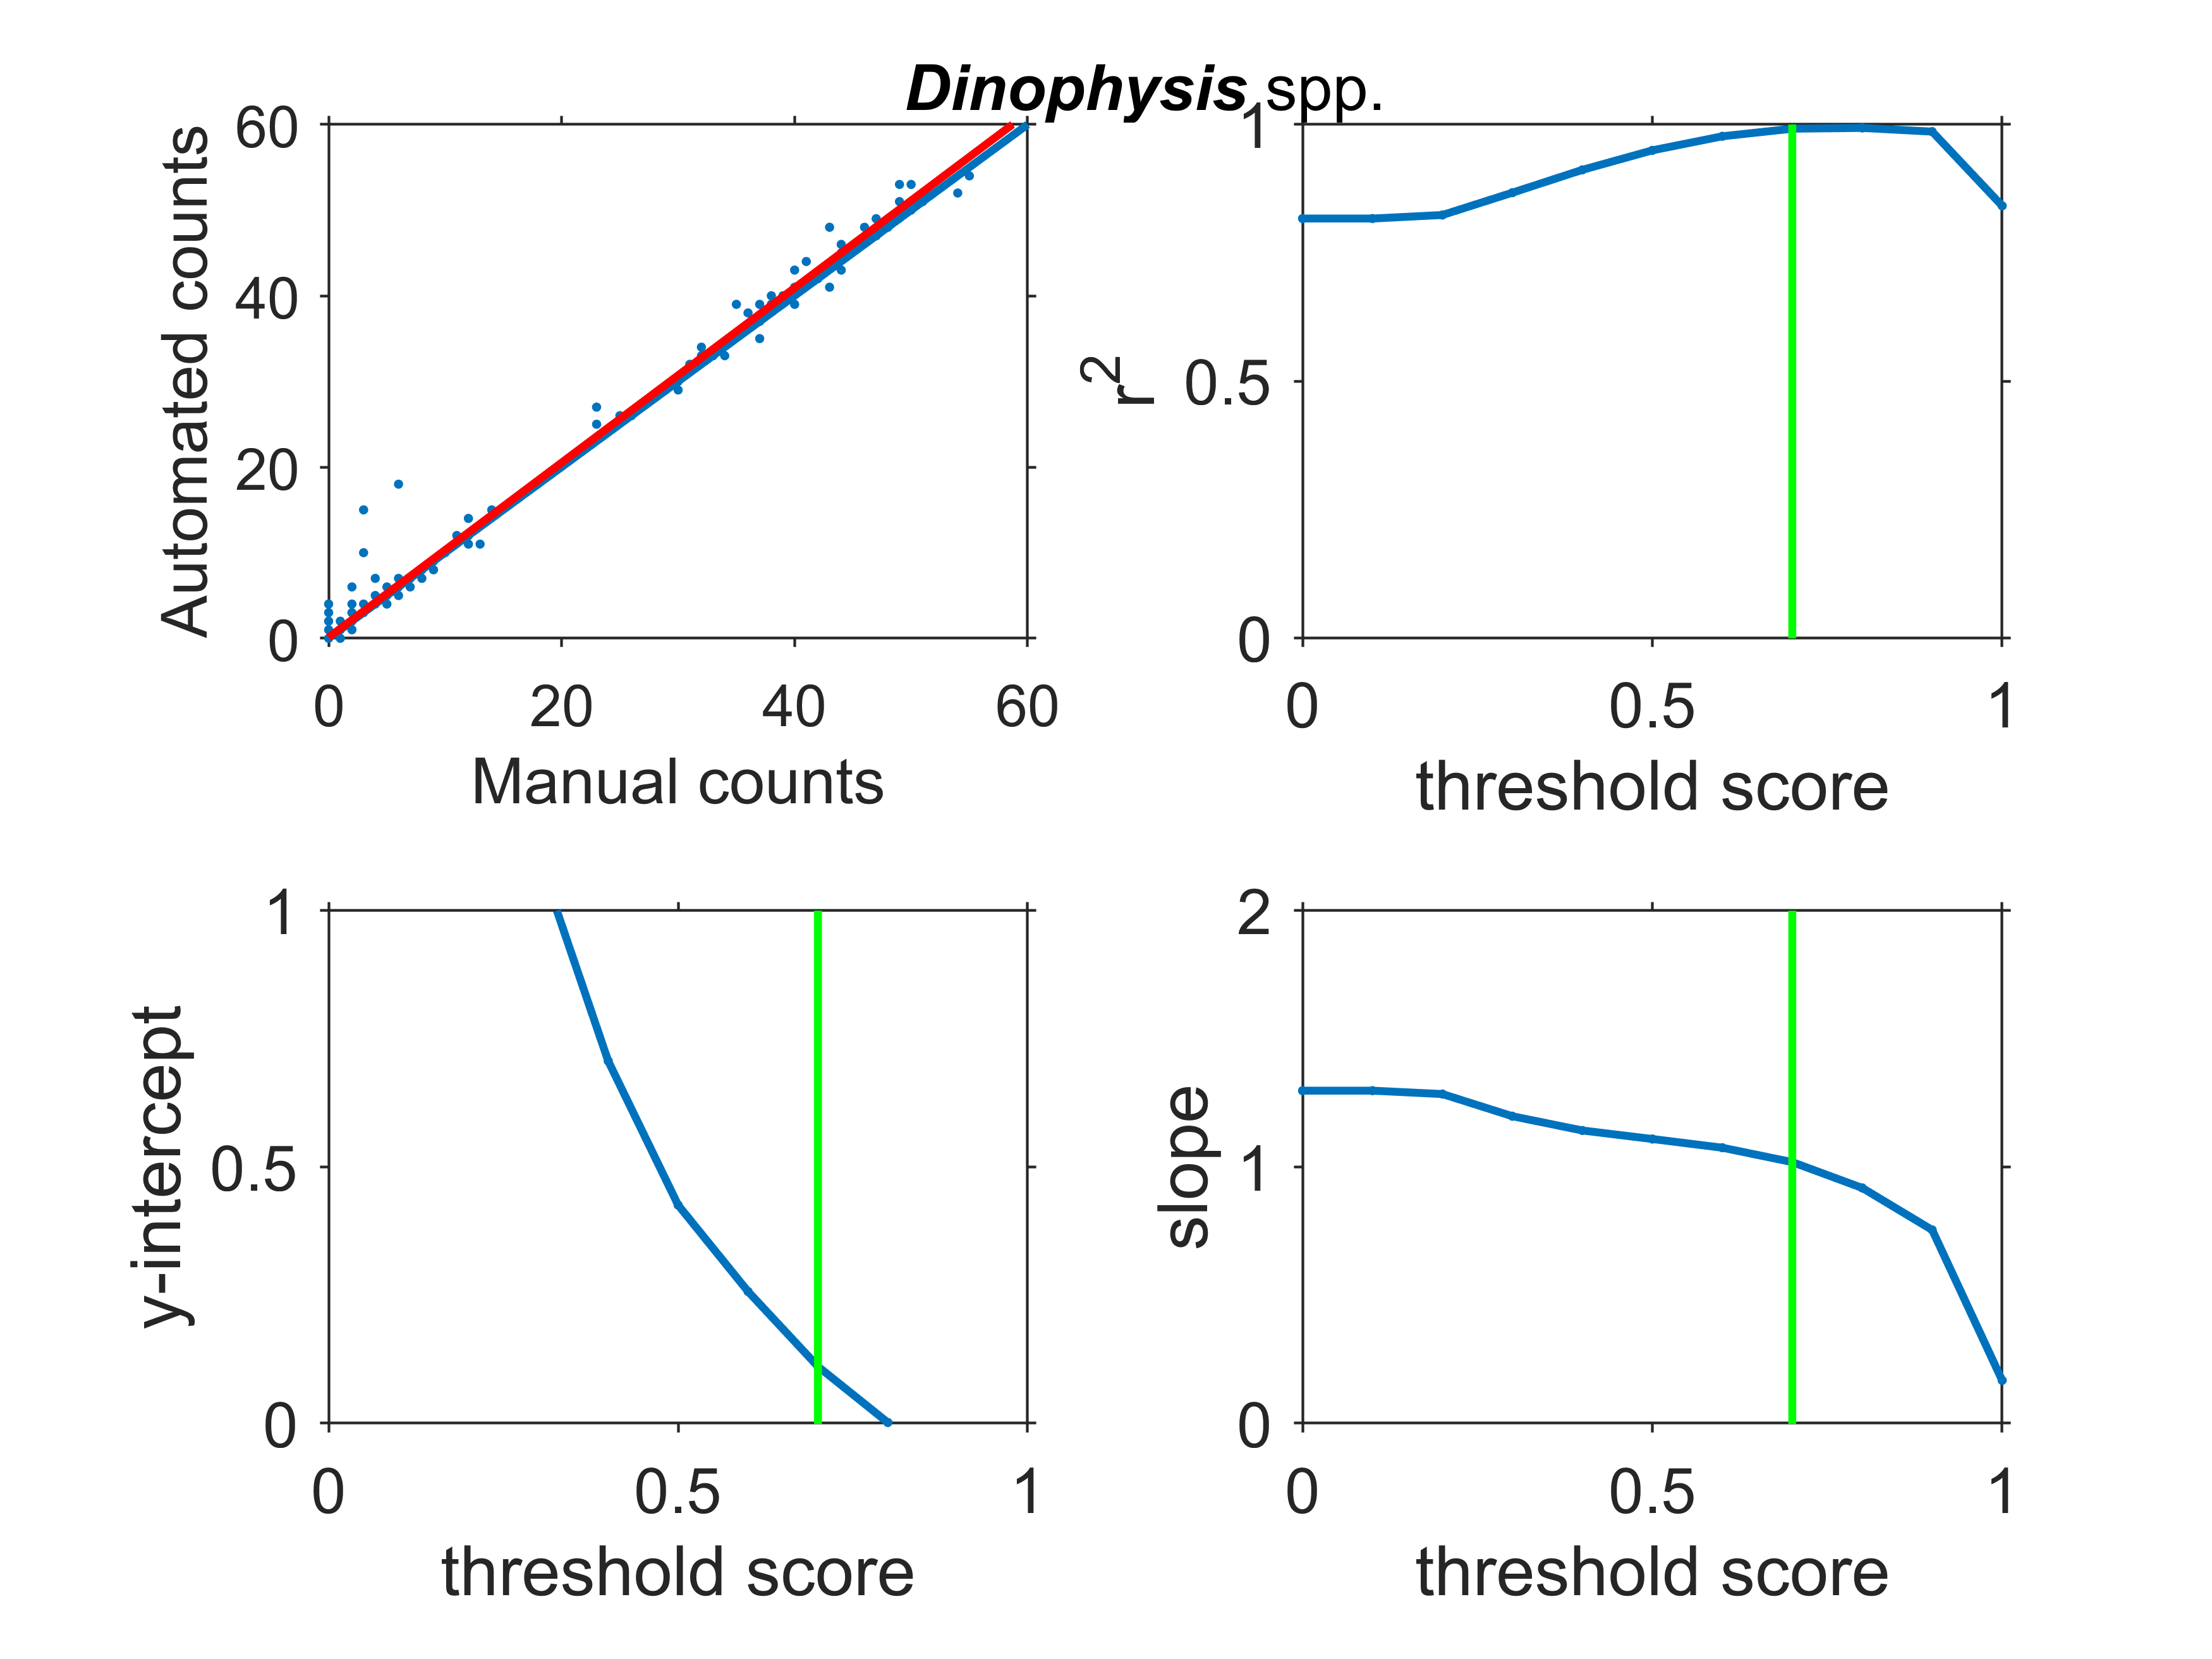 Dinophysis spp.
Automated counts
60
40
20
0
0 20 40 60
Manual counts
r2
1
0.5
0
0 0.5 1
threshold score
y-intercept
1
0.5
0
0 0.5 1
threshold score
slope
2
1
0
0 0.5 1
threshold score